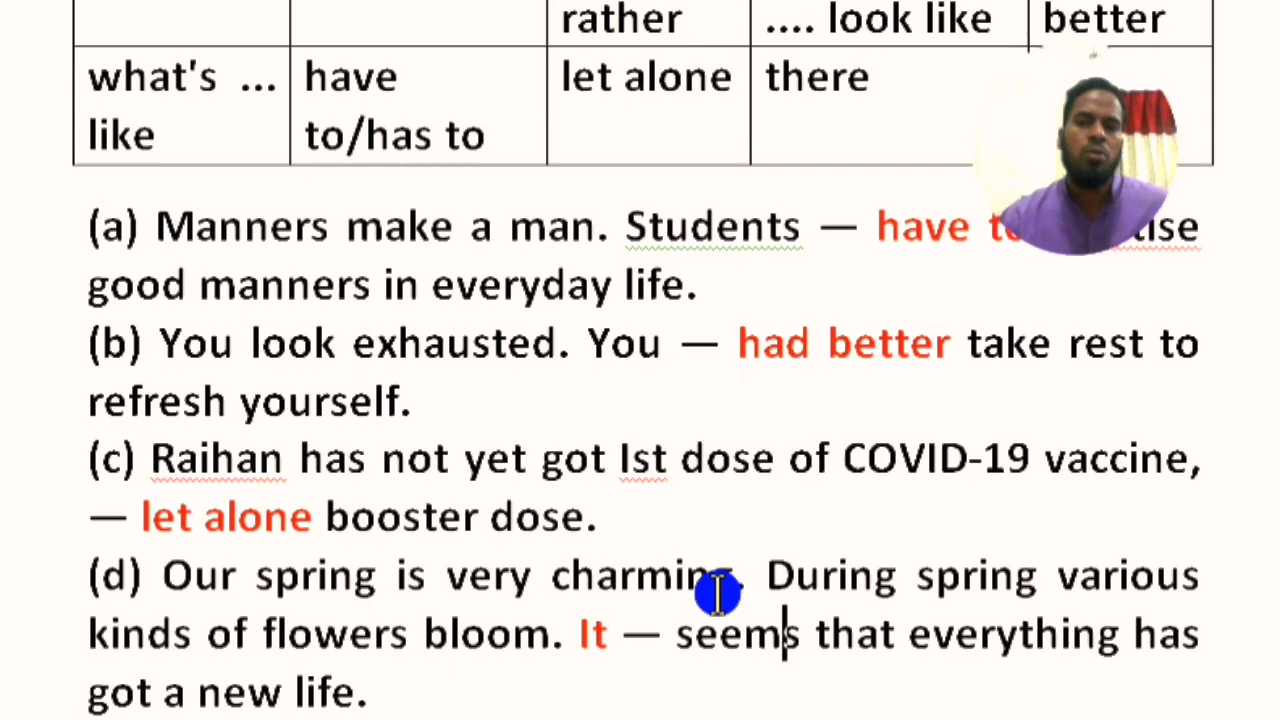 rather .... look like better
what's ... have let alone there
like to/has to
(a) Manners make a man. Students — have
good manners in everyday life.
(b) You look exhausted. You — had better take rest to
refresh yourself.
(c) Raihan has not yet got Ist dose of COVID-19 vaccine,
— let alone booster dose.
(d) Our spring is very charming. During spring various
kinds of flowers bloom. It — seems that everything has
got a new life.